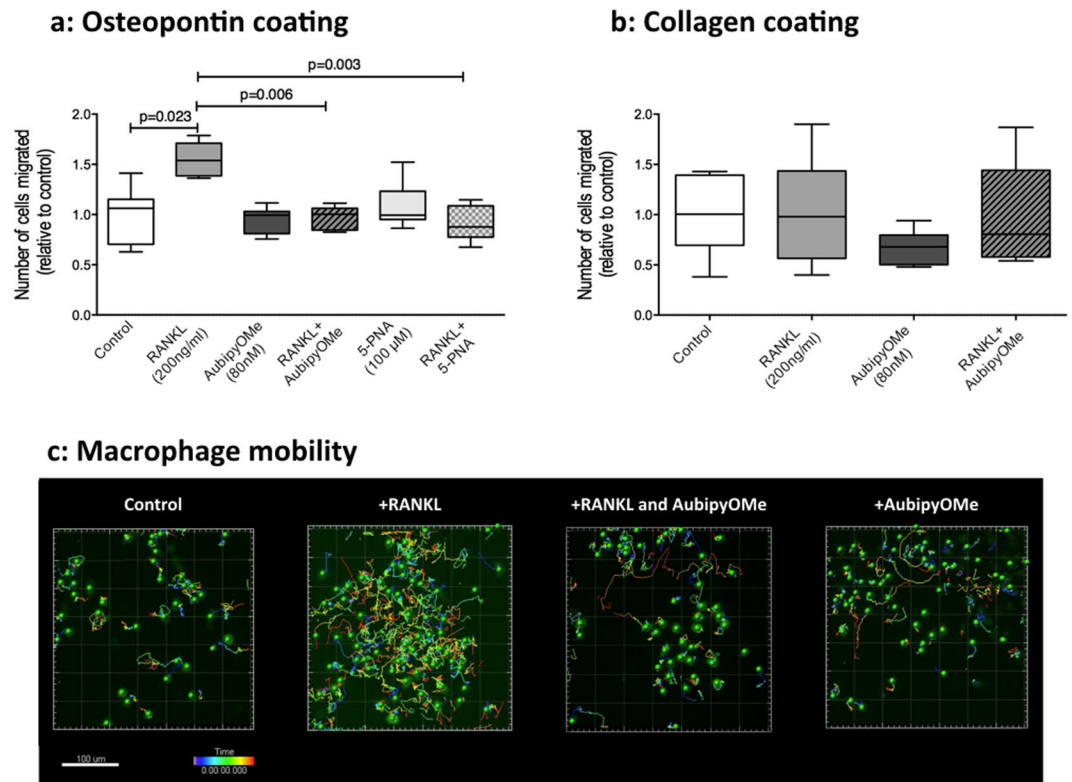 a: Osteopontin coating
p=0.003
p=0.006
p=0.023
Number of cells migrated
(relative to control)
2.0
1.5
1.0
0.5
0.0
Control
RANKL
(200ng/ml)
AubipyOMe
(80nM)
RANKL+
AubipyOMe
5-PNA
(100 µM)
RANKL+
5-PNA
b: Collagen coating
Number of cells migrated
(relative to control)
2.0
1.5
1.0
0.5
0.0
Control
RANKL
(200ng/ml)
AubipyOMe
(80nM)
RANKL+
AubipyOMe
c: Macrophage mobility
Control
+RANKL
+RANKL and AubipyOMe
+AubipyOMe
100 um
Time
0:00:00.000